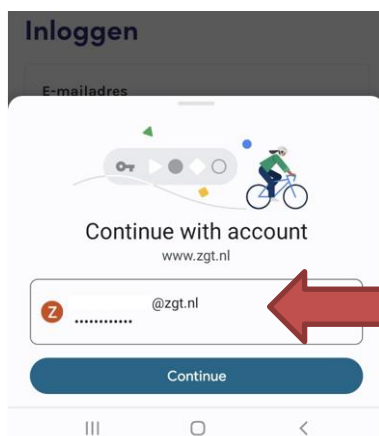 Inloggen
E-mailadres
Continue with account
www.zgt.nl
Z
@zgt.nl
••••••••••••
Continue